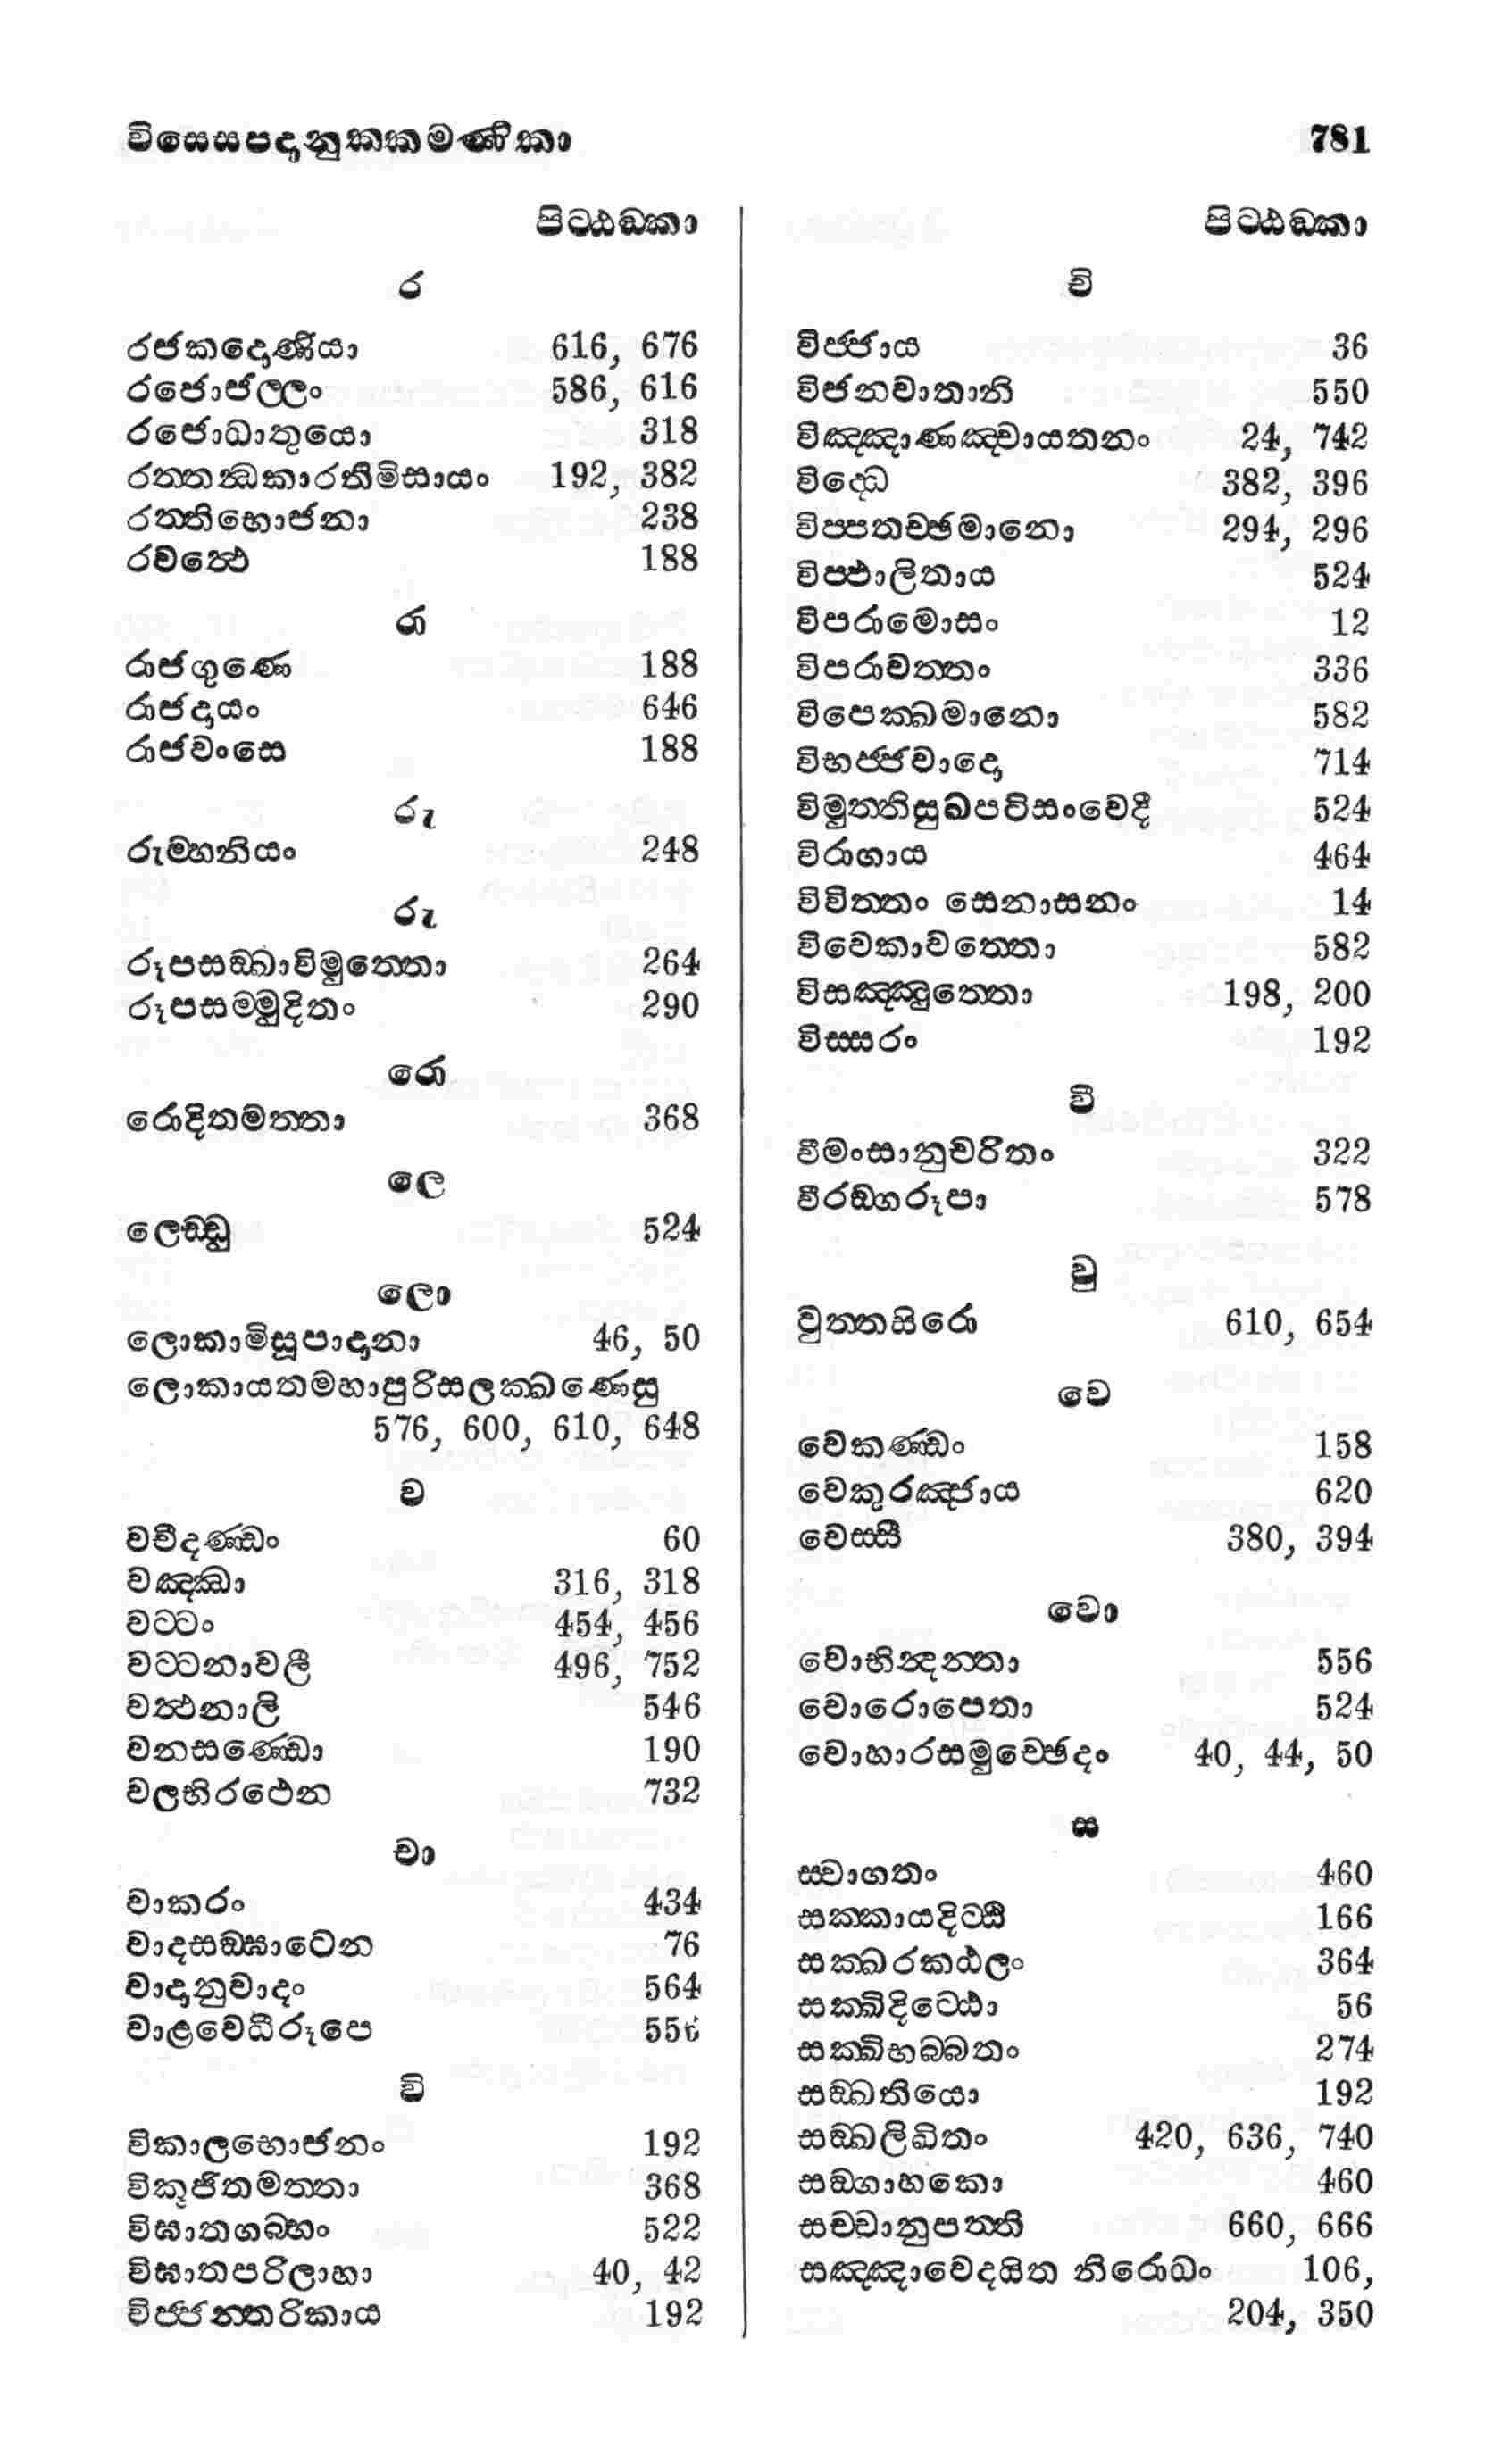 විසෙසපදානුක‍්කමණිකා 781
පිට‍්ඨඞ‍්කා
ර
රජකදොණියා 616, 676
රජොජල‍්ලං 586, 616
රජොධාතුයො 318
රත‍්තන්‍ධකාරතිමිසායං 192, 382
රත‍්තිභොජනා 238
රවත්‍ථෙ 188
රා
රාජගුණෙ 188
රාජදායං 646
රාජවංසෙ 188
රු
රුම‍්හනියං 248
රූ
රූපසඞ‍්ඛාවිමුත‍්තො 264
රූපසම‍්මුදිතං 290
රො
රොදිතමත‍්තා 368
ලෙ
ලෙඩ‍්ඩු 524
ලො
ලොකාමිසූපාදානා 46, 50
ලොකායතමහාපුරිසලක‍්ඛණෙසු
576, 600, 610, 648
ව
වචීදණ‍්ඩං 60
වඤ‍්ඣා 316, 318
වට‍්ටං 454, 456
වට‍්ටනාවලී 496, 752
වත්‍ථනාලි 546
වනසණ‍්ඩො 190
වලභිරථෙන 732
වා
වාකරං 434
වාදසඞ‍්ඝාටෙන 76
වාදානුවාදං 564
වාළවෙධිරූපෙ 556
වි
විකාලභොජනං 192
විකූජිතමත‍්තා 368
විඝාතගබ‍්භං 522
විඝාතපරිලාහා 40, 42
විජ‍්ජන‍්තරිකාය 192
පිට‍්ඨඞ‍්කා
වි
විජ‍්ජාය 36
විජනවාතානි 550
විඤ‍්ඤාණඤ‍්චායතනං 24, 742
විද‍්ධෙ 382, 396
විප‍්පතච‍්ඡමානො 294, 296
විප‍්ඵාලිතාය 524
විපරාමොසං 12
විපරාවත‍්තං 336
විපෙක‍්ඛමානො 582
විභජ‍්ජවාදො 714
විමුත‍්තිසුඛපටිසංවෙදී 524
විරාගාය 464
විවිත‍්තං සෙනාසනං 14
විවෙකාවත‍්තො 582
විසඤ‍්ඤුත‍්තො 198, 200
විස‍්සරං 192
වී
වීමංසානුචරිතං 322
වීරඞ‍්ගරූපා 578
වු
වුත‍්තසිරො 610, 654
වෙ
වෙකණ‍්ඩං 158
වෙකුරඤ‍්ජාය 620
වෙස‍්සී 380, 394
වො
වොභින්‍දන‍්තා 556
වොරොපෙතා 524
වොහාරසමුච‍්ඡෙදං 40, 44, 50
ස
ස‍්වාගතං 460
සක‍්කායදිට‍්ඨි 166
සක‍්ඛරකඨලං 364
සක‍්ඛිදිට‍්ඨො 56
සක‍්ඛිභබ‍්බතං 274
සඞ‍්ඛතියො 192
සඞ‍්ඛලිඛිතං 420, 636, 740
සඞ‍්ගාහකො 460
සච‍්චානුපත‍්ති 660, 666
සඤ‍්ඤාවෙදයිත නිරොධං 106,
204, 350